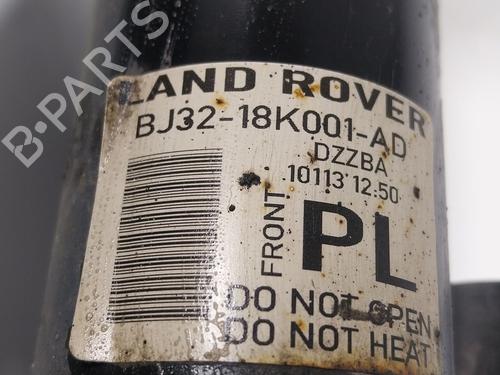 B-PARTS
LAND ROVER
BJ32-18K001-AD
DZZBA
10113 12:50
FRONT
PL
DO NOT OPEN
DO NOT HEAT